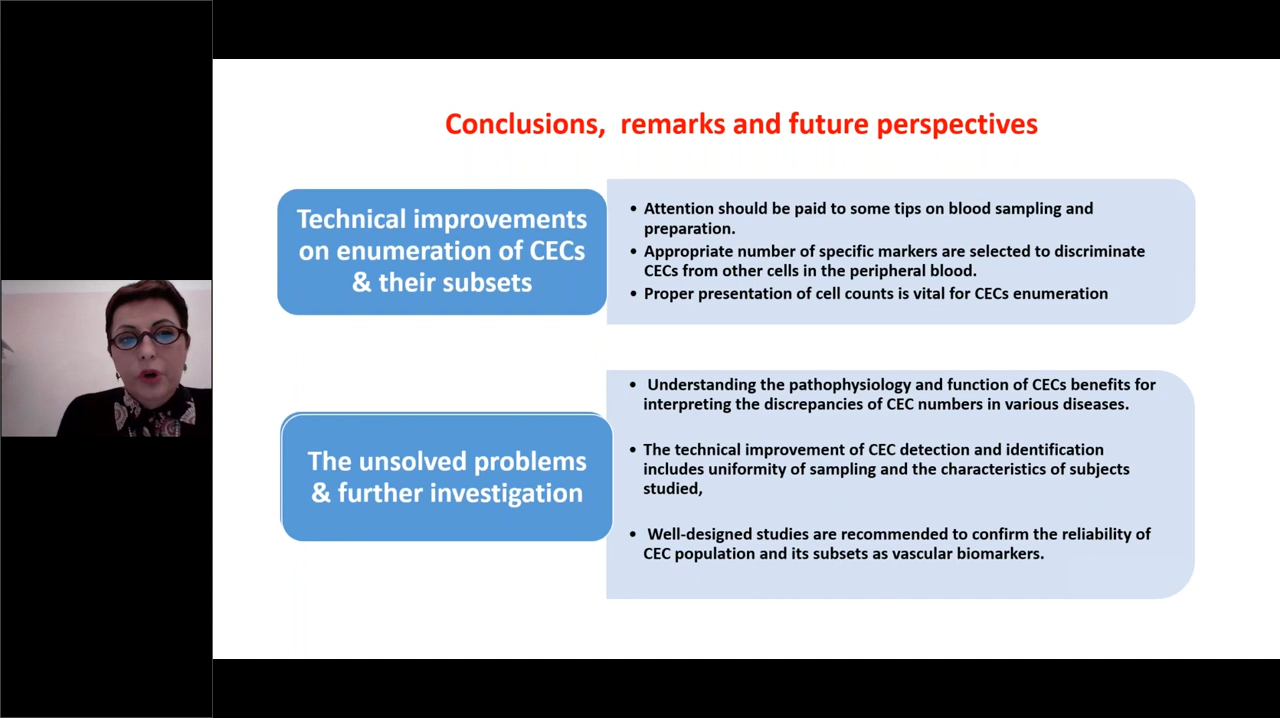 Conclusions,  remarks and future perspectives
Technical improvements
on enumeration of CECs
& their subsets
• Attention should be paid to some tips on blood sampling and
preparation.
• Appropriate number of specific markers are selected to discriminate
CECs from other cells in the peripheral blood.
• Proper presentation of cell counts is vital for CECs enumeration
The unsolved problems
& further investigation
• Understanding the pathophysiology and function of CECs benefits for
interpreting the discrepancies of CEC numbers in various diseases.
• The technical improvement of CEC detection and identification
includes uniformity of sampling and the characteristics of subjects
studied,
• Well-designed studies are recommended to confirm the reliability of
CEC population and its subsets as vascular biomarkers.